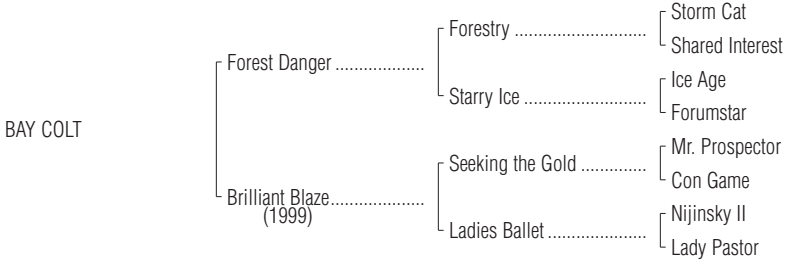 Storm Cat
Forestry ............................
Shared Interest
Forest Danger ...................
Ice Age
Starry Ice ..........................
Forumstar
BAY COLT
Mr. Prospector
Seeking the Gold ..............
Con Game
Brilliant Blaze....................
(1999)
Nijinsky II
Ladies Ballet .....................
Lady Pastor